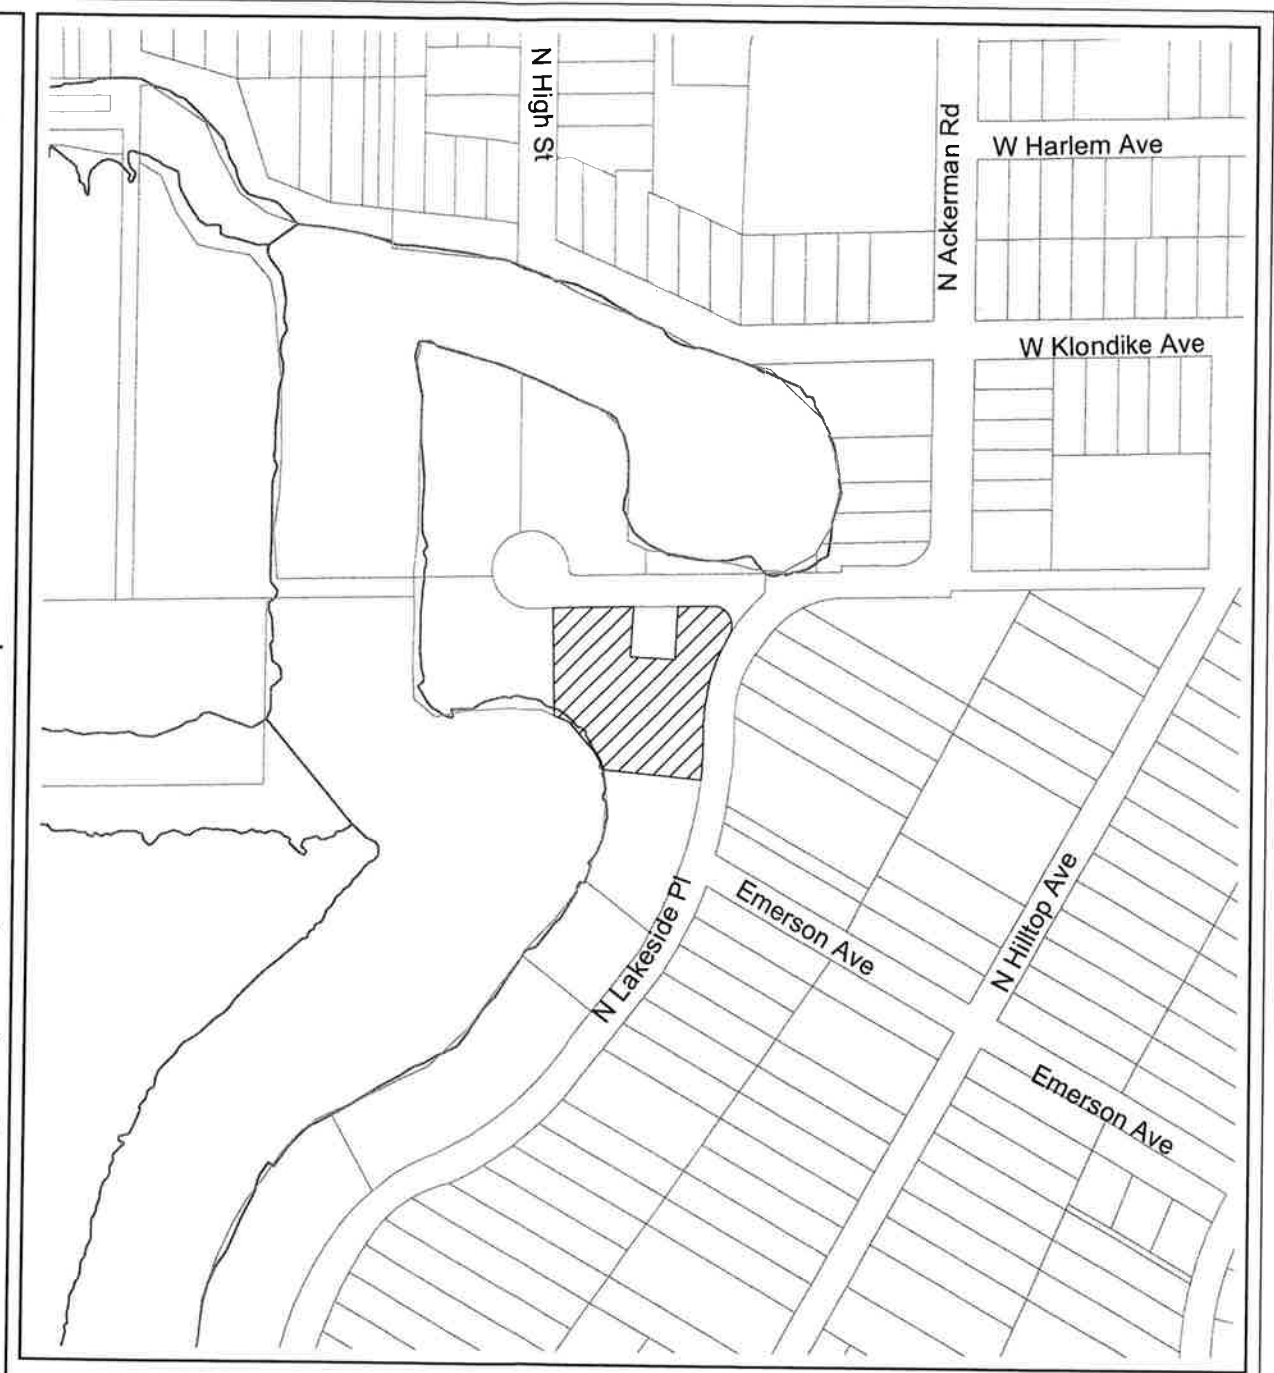 N High St
N Ackerman Rd
W Harlem Ave
W Klondike Ave
N Lakeside Pl
Emerson Ave
N Hilltop Ave
Emerson Ave